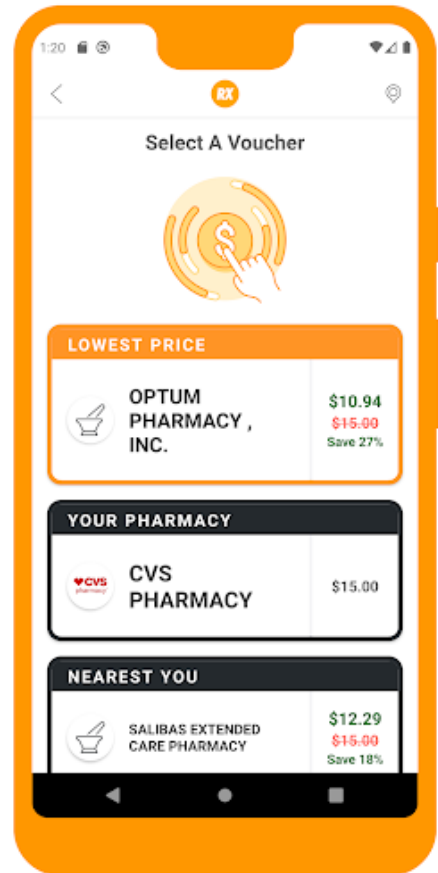 1:20
RX
Select A Voucher
$
LOWEST PRICE
OPTUM
PHARMACY ,
INC.
$10.94
$15.00
Save 27%
YOUR PHARMACY
CVS
pharmacy
CVS
PHARMACY
$15.00
NEAREST YOU
SALIBAS EXTENDED
CARE PHARMACY
$12.29
$15.00
Save 18%